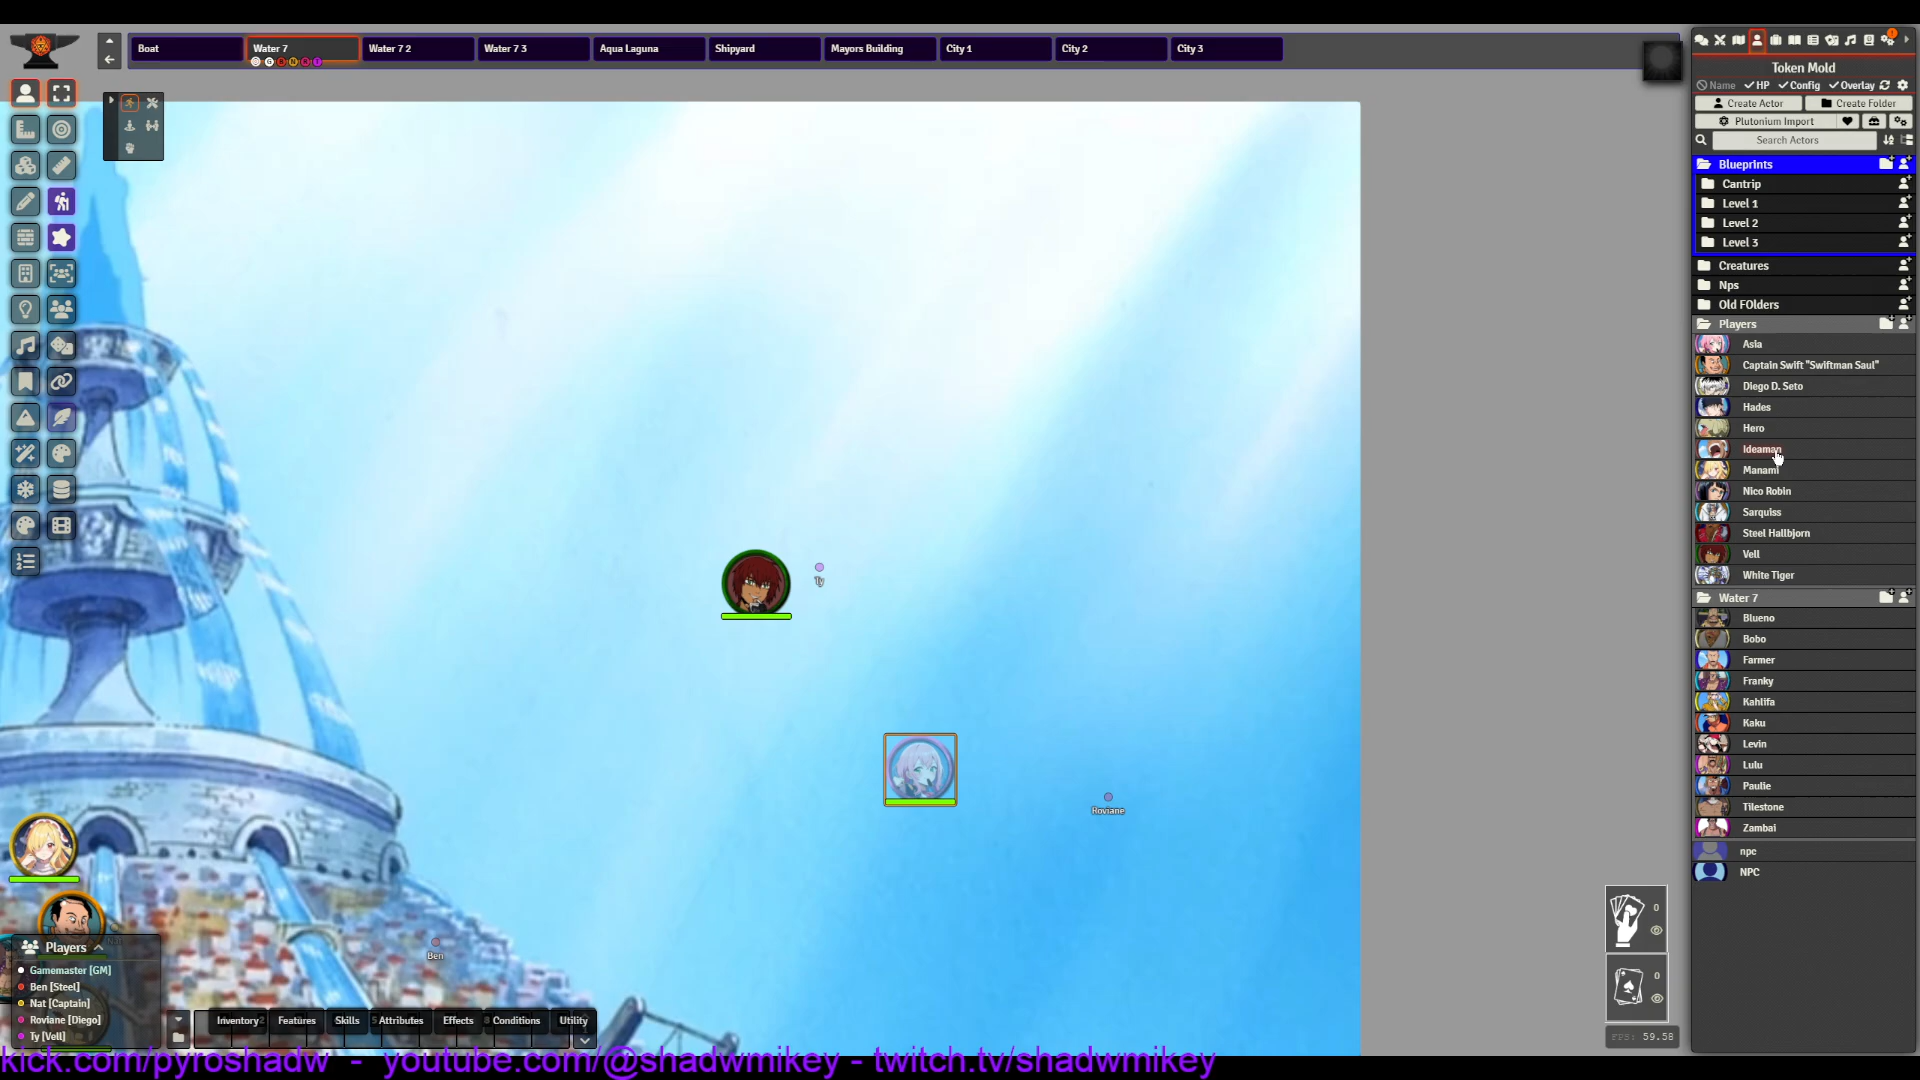 Boat
Water 7
Water 7 2
Water 7 3
Aqua Laguna
Shipyard
Mayors Building
City 1
City 2
City 3
G
B
N
R
T
Token Mold
Name
HP
Config
Overlay
Create Actor
Create Folder
Plutonium Import
Search Actors
Blueprints
Cantrip
Level 1
Level 2
Level 3
Creatures
Nps
Old FOlders
Players
Asla
Captain Swift "Swiftman Saul"
Diego D. Seto
Hades
Hero
Ideaman
Manami
Nico Robin
Sarquiss
Steel Hallbjorn
Vell
White Tiger
Water 7
Blueno
Bobo
Farmer
Franky
Kahlifa
Kaku
Levin
Lulu
Paulie
Tilestone
Zambai
npc
NPC
Ty
Roviane
Ben
Players
Gamemaster [GM]
Ben [Steel]
Nat [Captain]
Roviane [Diego]
Ty [Vell]
Inventory
Features
Skills
Attributes
Effects
Conditions
Utility
0
0
FPS: 59.58
kick.com/pyroshadw - youtube.com/@shadwmikey - twitch.tv/shadwmikey